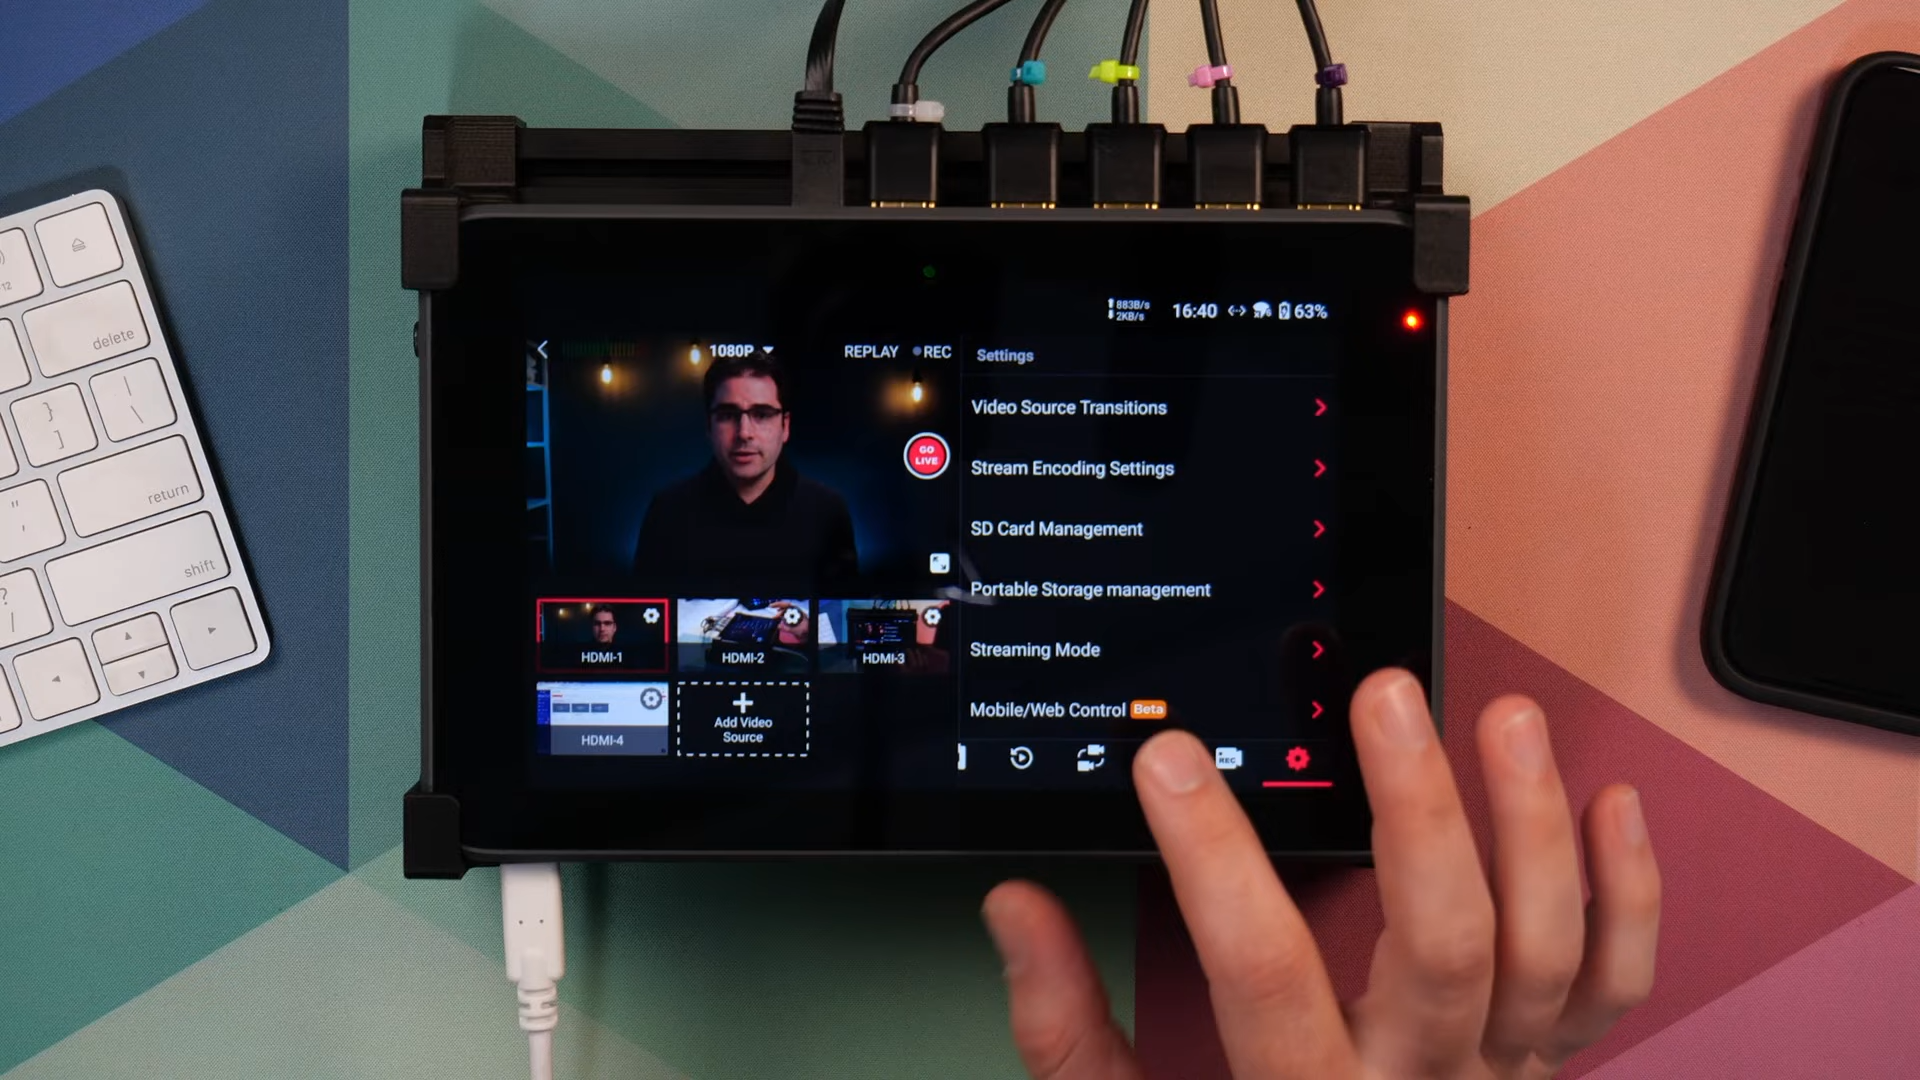 883B/s
2KB/s
16:40
63%
1080P
REPLAY
REC
GO
LIVE
HDMI-1
HDMI-2
HDMI-3
HDMI-4
Add Video
Source
Settings
Video Source Transitions
Stream Encoding Settings
SD Card Management
Portable Storage management
Streaming Mode
Mobile/Web Control Beta
REC
delete
return
shift